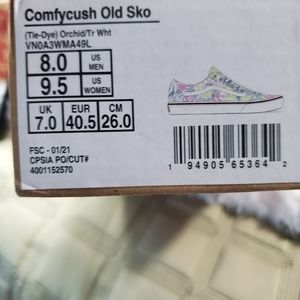 Comfycush Old Sko
(Tie-Dye) Orchid/Tr Wht
VN0A3WMA49L
8.0 US MEN
9.5 US WOMEN
UK EUR CM
7.0 40.5 26.0
FSC - 01/21
CPSIA PO/CUT#
4001152570
1 94905 65364 2